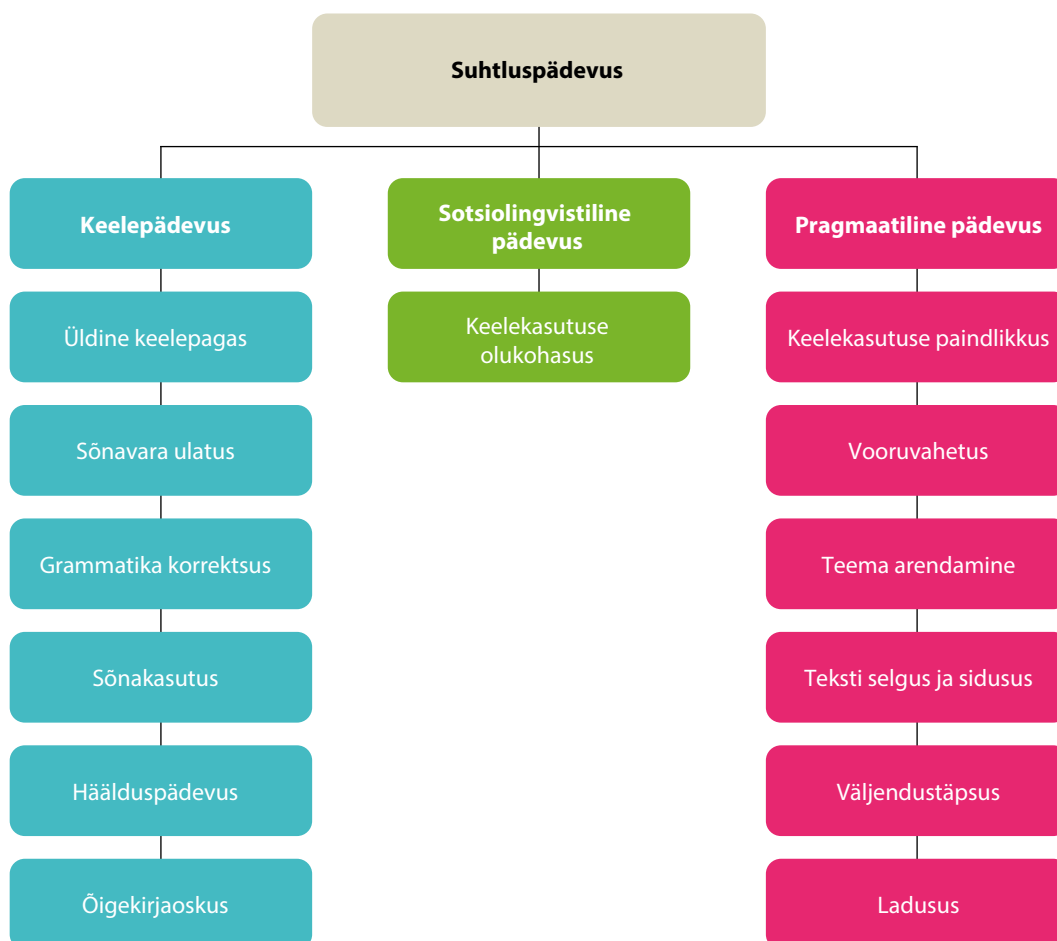 Suhtluspädevus
Keelepädevus
Üldine keelepagas
Sõnavara ulatus
Grammatika korrektsus
Sõnakasutus
Häälduspädevus
Õigekirjaoskus
Sotsiolingvistiline
pädevus
Keelekasutuse
olukohasus
Pragmaatiline pädevus
Keelekasutuse paindlikkus
Vooruvahetus
Teema arendamine
Teksti selgus ja sidusus
Väljendustäpsus
Ladusus